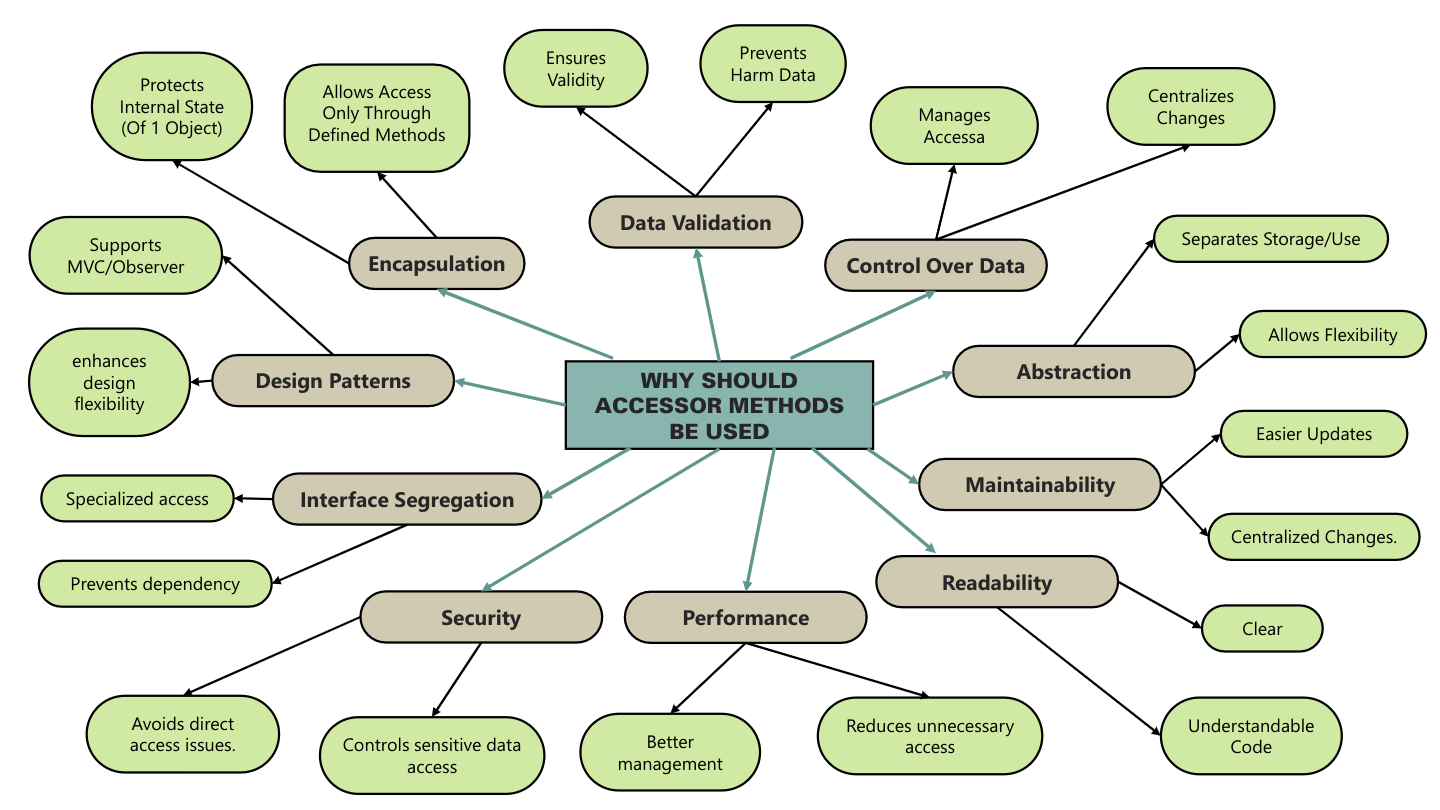 Ensures
Validity
Prevents
Harm Data
Protects
Internal State
(Of 1 Object)
Allows Access
Only Through
Defined Methods
Manages
Accessa
Centralizes
Changes
Data Validation
Supports
MVC/Observer
Encapsulation
Control Over Data
Separates Storage/Use
enhances
design
flexibility
Design Patterns
WHY SHOULD
ACCESSOR METHODS
BE USED
Abstraction
Allows Flexibility
Easier Updates
Specialized access
Interface Segregation
Maintainability
Centralized Changes.
Prevents dependency
Readability
Security
Performance
Clear
Avoids direct
access issues.
Controls sensitive data
access
Better
management
Reduces unnecessary
access
Understandable
Code